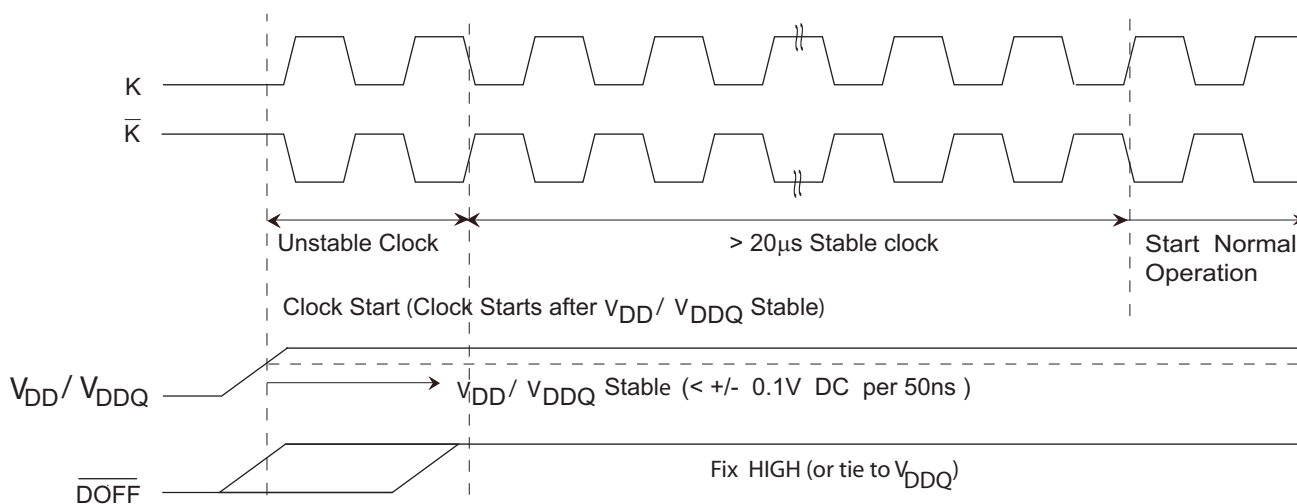 K
K̅
Unstable Clock
> 20μs Stable clock
Start Normal
Operation
Clock Start (Clock Starts after VDD / VDDQ Stable)
VDD / VDDQ
VDD / VDDQ Stable (< +/- 0.1V DC per 50ns )
DOFF
Fix HIGH (or tie to VDDQ)